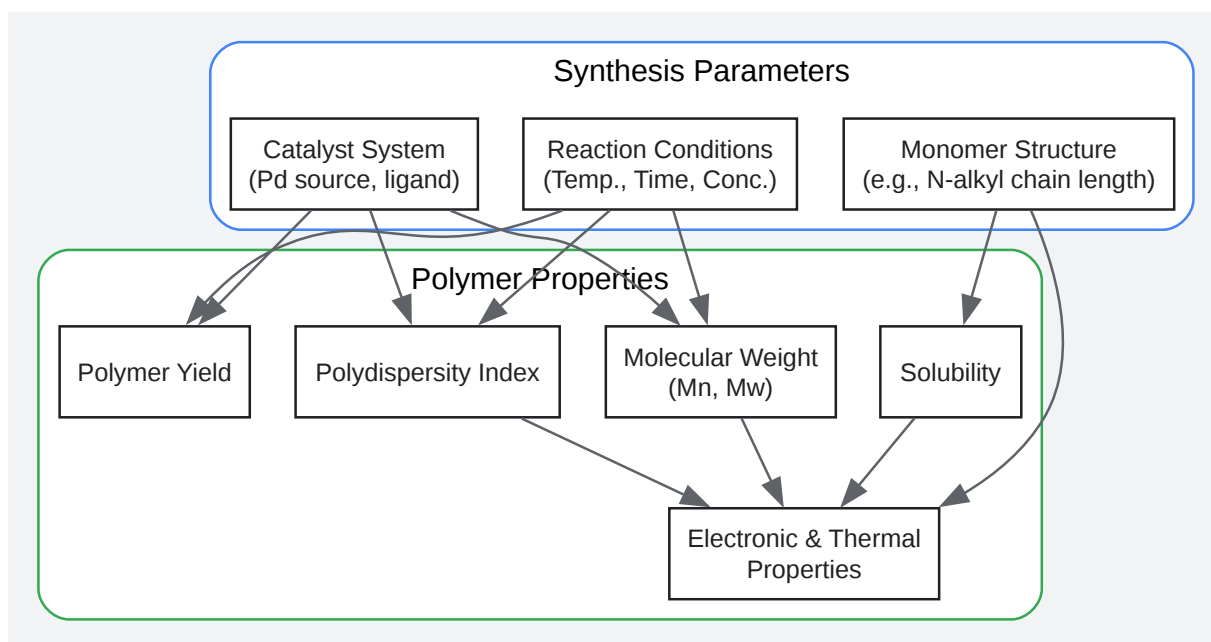 Synthesis Parameters
Catalyst System
(Pd source, ligand)
Reaction Conditions
(Temp., Time, Conc.)
Monomer Structure
(e.g., N-alkyl chain length)
Polymer Properties
Polymer Yield
Polydispersity Index
Molecular Weight
(Mn, Mw)
Solubility
Electronic & Thermal
Properties